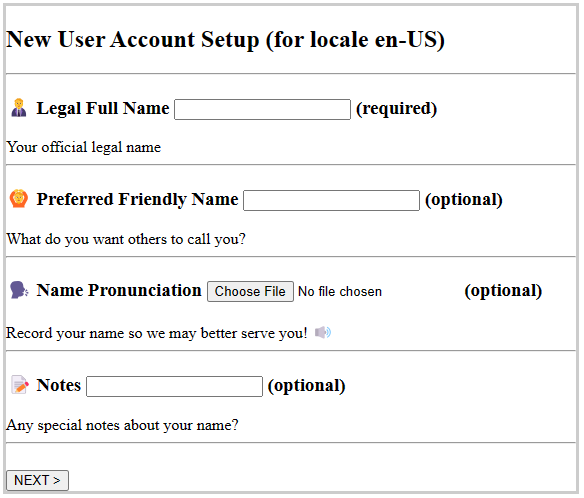 New User Account Setup (for locale en-US)
Legal Full Name (required)
Your official legal name
Preferred Friendly Name (optional)
What do you want others to call you?
Name Pronunciation Choose File No file chosen (optional)
Record your name so we may better serve you!
Notes (optional)
Any special notes about your name?
NEXT >